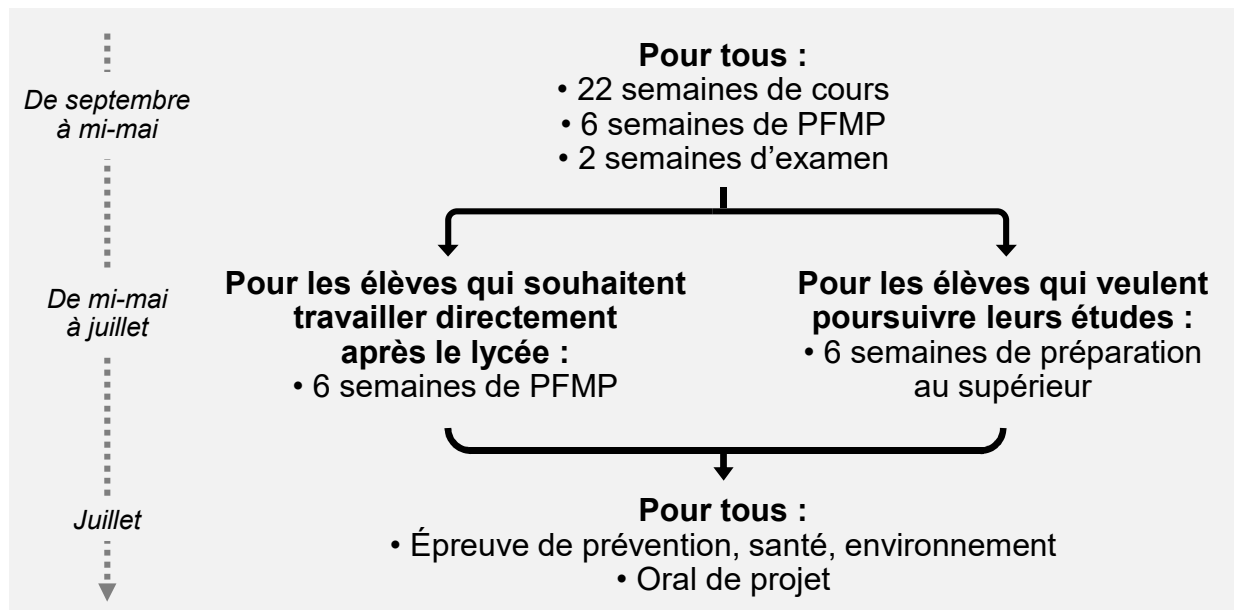 De septembre
à mi-mai
Pour tous :
• 22 semaines de cours
• 6 semaines de PFMP
• 2 semaines d’examen
De mi-mai
à juillet
Pour les élèves qui souhaitent
travailler directement
après le lycée :
• 6 semaines de PFMP
Pour les élèves qui veulent
poursuivre leurs études :
• 6 semaines de préparation
au supérieur
Juillet
Pour tous :
• Épreuve de prévention, santé, environnement
• Oral de projet